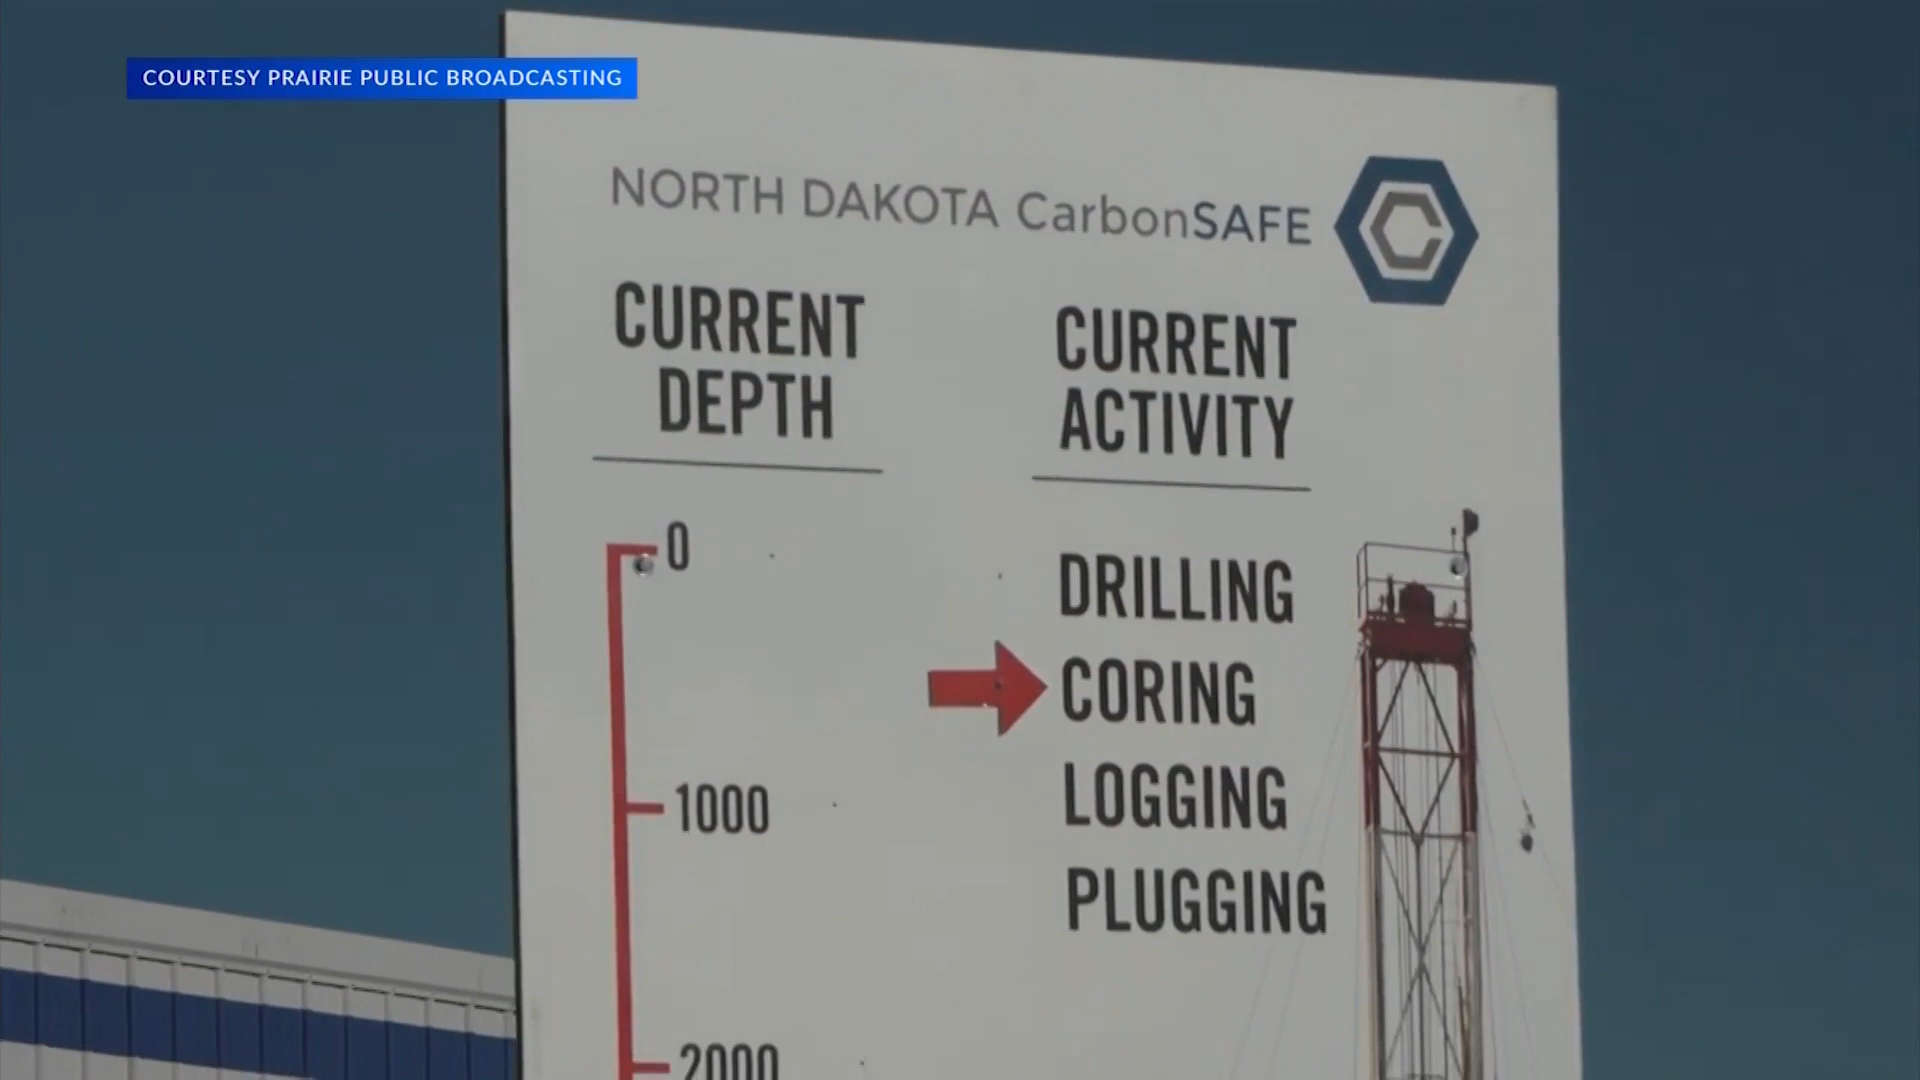 COURTESY PRAIRIE PUBLIC BROADCASTING
NORTH DAKOTA CarbonSAFE
CURRENT
DEPTH
CURRENT
ACTIVITY
0
1000
2000
DRILLING
CORING
LOGGING
PLUGGING